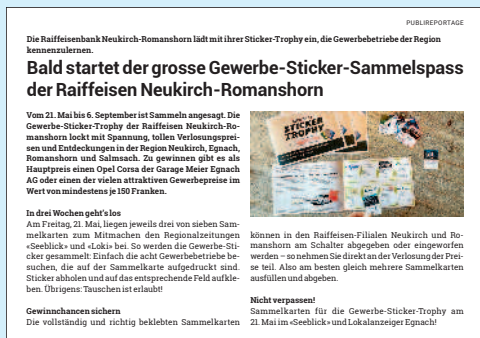 PUBLIREPORTAGE
Die Raiffeisenbank Neukirch-Romanshorn lädt mit ihrer Sticker-Trophy ein, die Gewerbebetriebe der Region
kennenzulernen.
Bald startet der grosse Gewerbe-Sticker-Sammelspass
der Raiffeisen Neukirch-Romanshorn
Vom 21. Mai bis 6. September ist Sammeln angesagt. Die
Gewerbe-Sticker-Trophy der Raiffeisen Neukirch-Ro-
manshorn lockt mit Spannung, tollen Verlosungsprei-
sen und Entdeckungen in der Region Neukirch, Egnach,
Romanshorn und Salmsach. Zu gewinnen gibt es als
Hauptpreis einen Opel Corsa der Garage Meier Egnach
AG oder einen der vielen attraktiven Gewerbepreise im
Wert von mindestens je 150 Franken.
In drei Wochen geht's los
Am Freitag, 21. Mai, liegen jeweils drei von sieben Sam-
melkarten zum Mitmachen den Regionalzeitungen
«Seeblick» und «Loki» bei. So werden die Gewerbe-Sti-
cker gesammelt: Einfach die acht Gewerbebetriebe be-
suchen, die auf der Sammelkarte aufgedruckt sind.
Sticker abholen und auf das entsprechende Feld aufkle-
ben. Übrigens: Tauschen ist erlaubt!
Gewinnchancen sichern
Die vollständig und richtig beklebten Sammelkarten
STICKER
TROPHY
können in den Raiffeisen-Filialen Neukirch und Ro-
manshorn am Schalter abgegeben oder eingeworfen
werden – so nehmen Sie direkt an der Verlosung der Prei-
se teil. Also am besten gleich mehrere Sammelkarten
ausfüllen und abgeben.
Nicht verpassen!
Sammelkarten für die Gewerbe-Sticker-Trophy am
21. Mai im «Seeblick» und Lokalanzeiger Egnach!